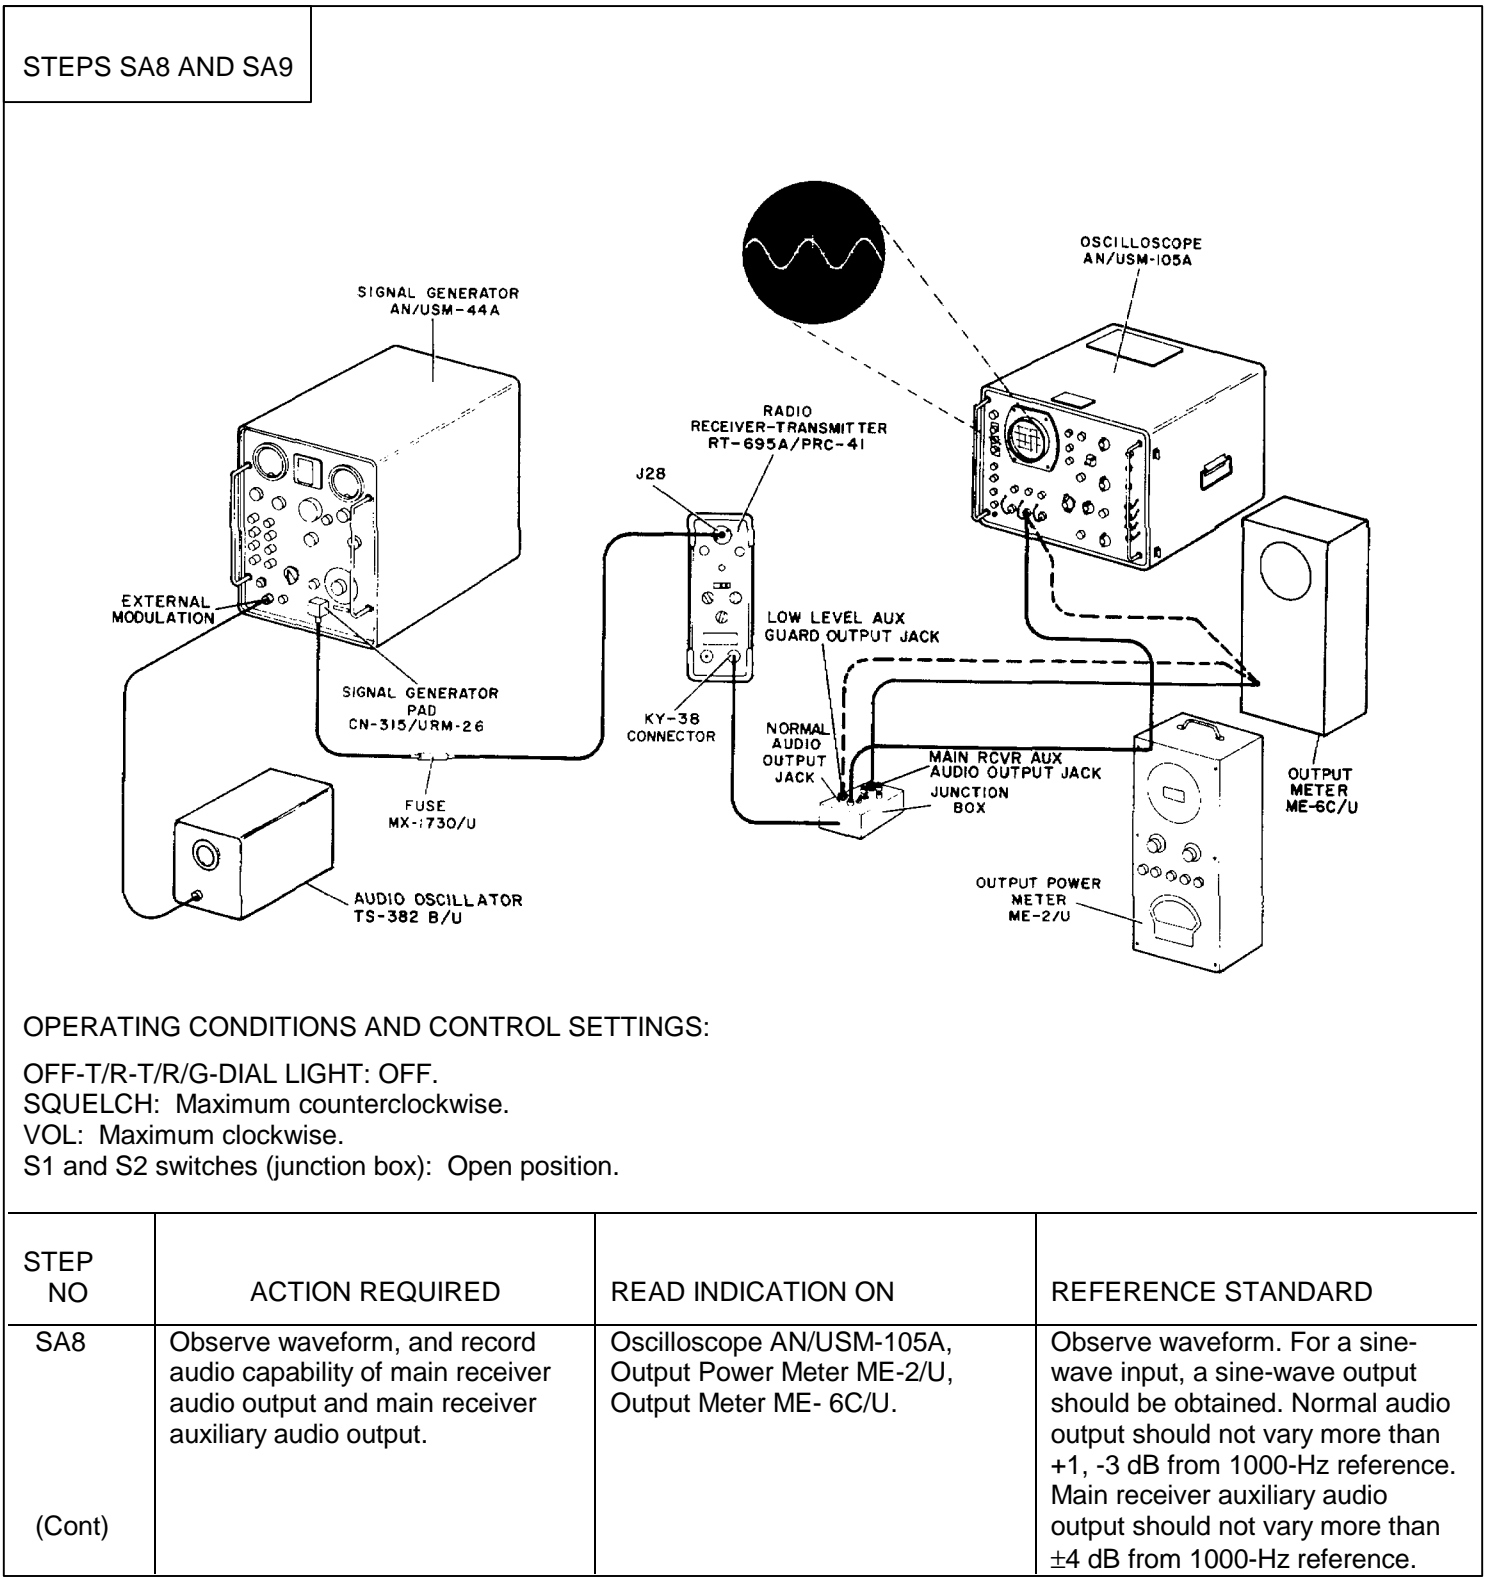 STEPS SA8 AND SA9
OSCILLOSCOPE
AN/USM-105A
SIGNAL GENERATOR
AN/USM-44A
RADIO
RECEIVER-TRANSMITTER
RT-695A/PRC-41
J28
EXTERNAL
MODULATION
LOW LEVEL AUX
GUARD OUTPUT JACK
SIGNAL GENERATOR
PAD
CN-315/URM-26
KY-38
CONNECTOR
NORMAL
AUDIO
OUTPUT
JACK
MAIN RCVR AUX
AUDIO OUTPUT JACK
JUNCTION
BOX
OUTPUT
METER
ME-6C/U
FUSE
MX-1730/U
AUDIO OSCILLATOR
TS-382 B/U
OUTPUT POWER
METER
ME-2/U
OPERATING CONDITIONS AND CONTROL SETTINGS:
OFF-T/R-T/R/G-DIAL LIGHT: OFF.
SQUELCH: Maximum counterclockwise.
VOL: Maximum clockwise.
S1 and S2 switches (junction box): Open position.
STEP
NO
ACTION REQUIRED
READ INDICATION ON
REFERENCE STANDARD
SA8
(Cont)
Observe waveform, and record
audio capability of main receiver
audio output and main receiver
auxiliary audio output.
Oscilloscope AN/USM-105A,
Output Power Meter ME-2/U,
Output Meter ME- 6C/U.
Observe waveform. For a sine-
wave input, a sine-wave output
should be obtained. Normal audio
output should not vary more than
+1, -3 dB from 1000-Hz reference.
Main receiver auxiliary audio
output should not vary more than
±4 dB from 1000-Hz reference.